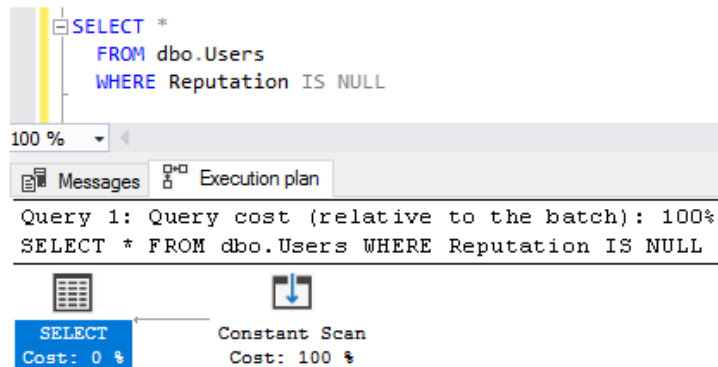 SELECT *
FROM dbo.Users
WHERE Reputation IS NULL
100 %
Messages Execution plan
Query 1: Query cost (relative to the batch): 100%
SELECT * FROM dbo.Users WHERE Reputation IS NULL
SELECT Constant Scan
Cost: 0 % Cost: 100 %